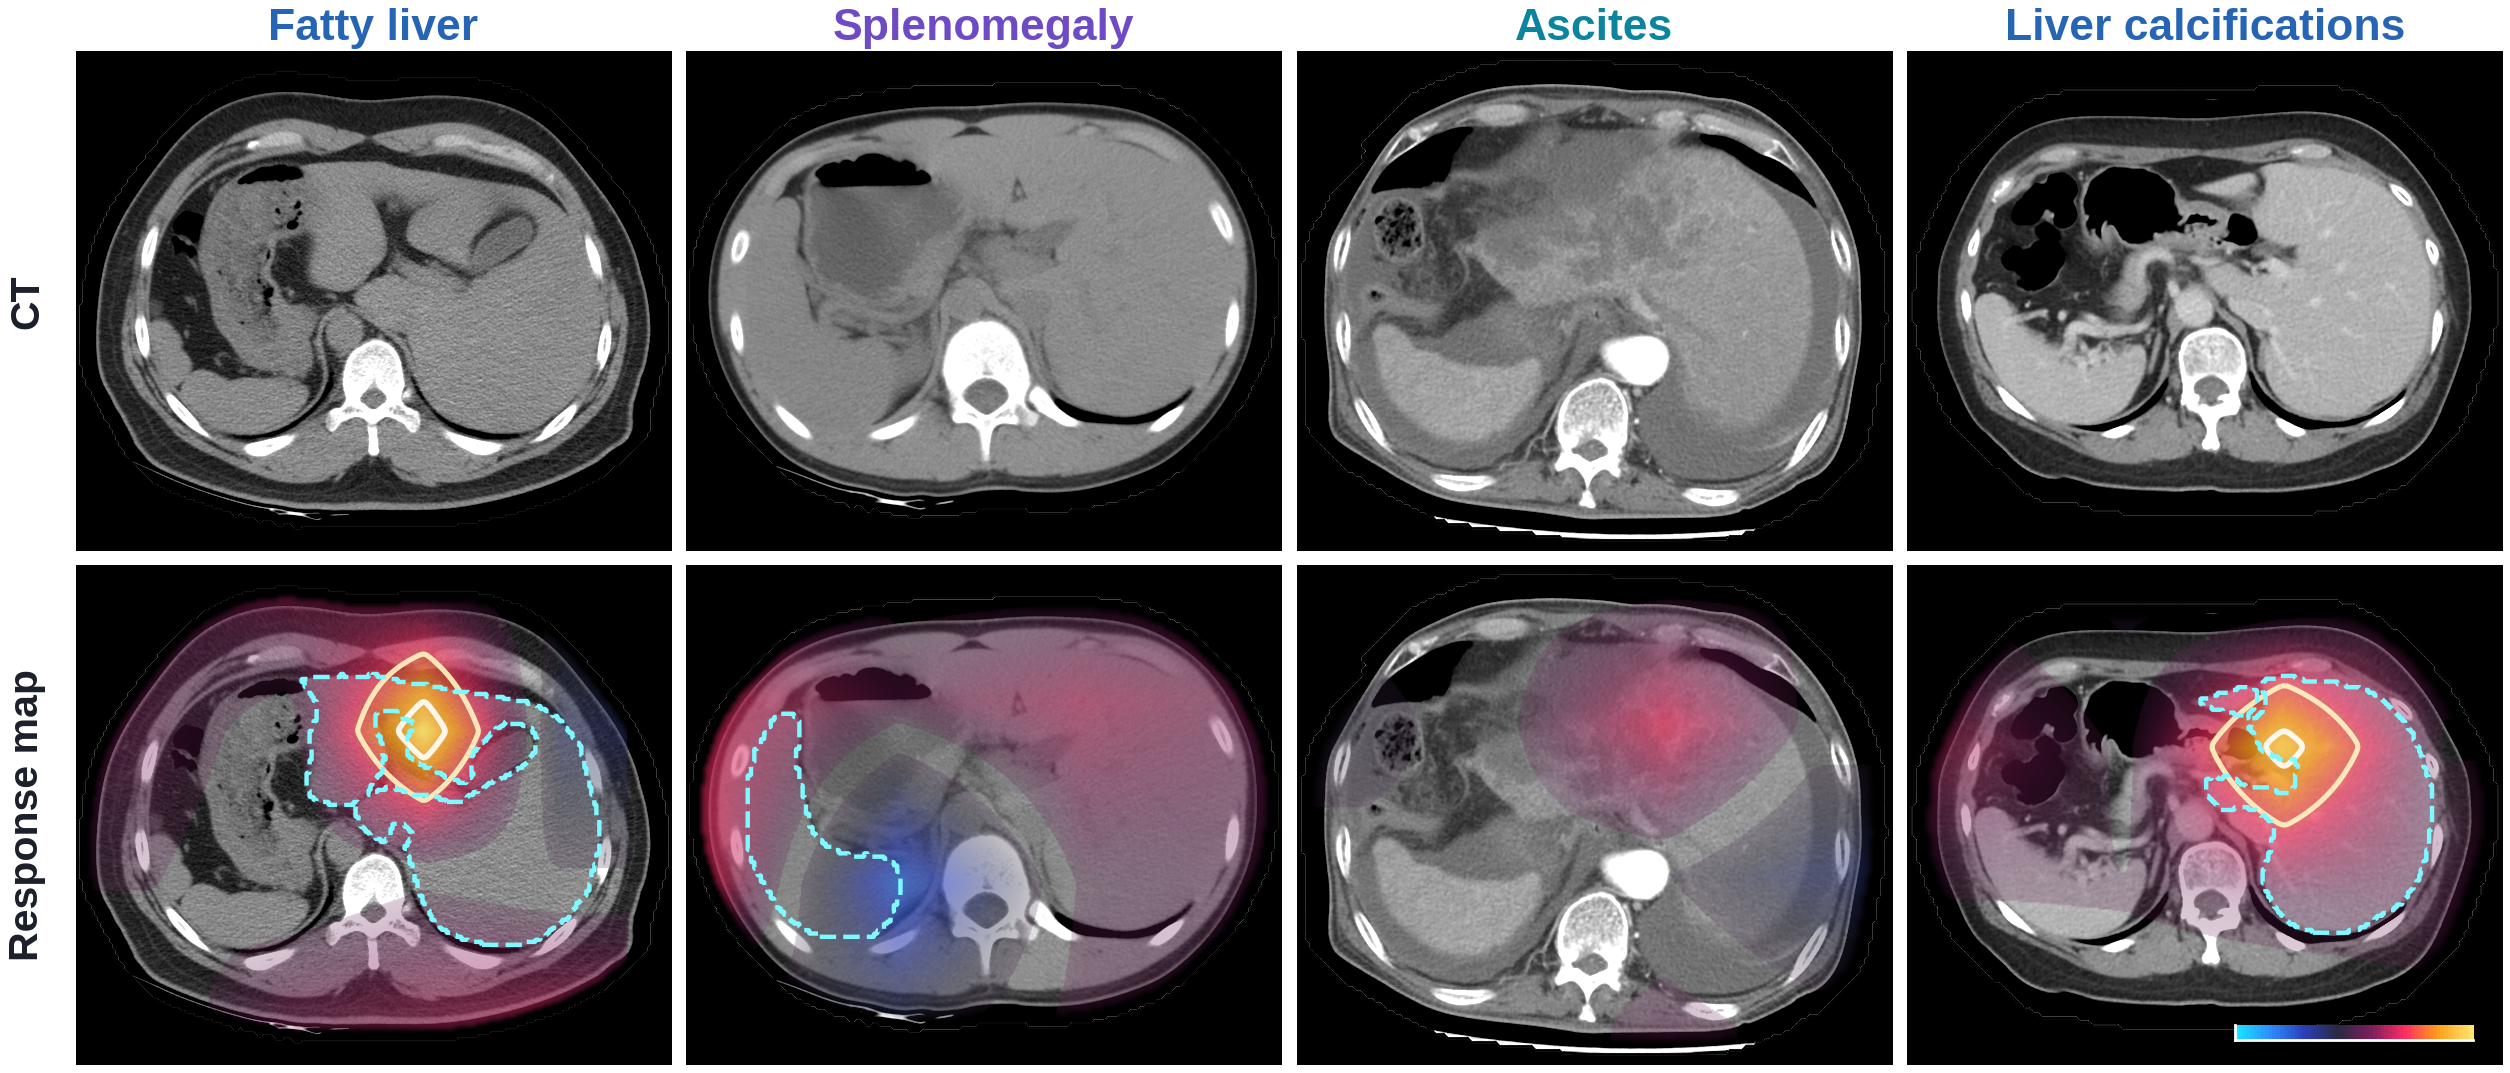 Fatty liver
Splenomegaly
Ascites
Liver calcifications
CT
Response map